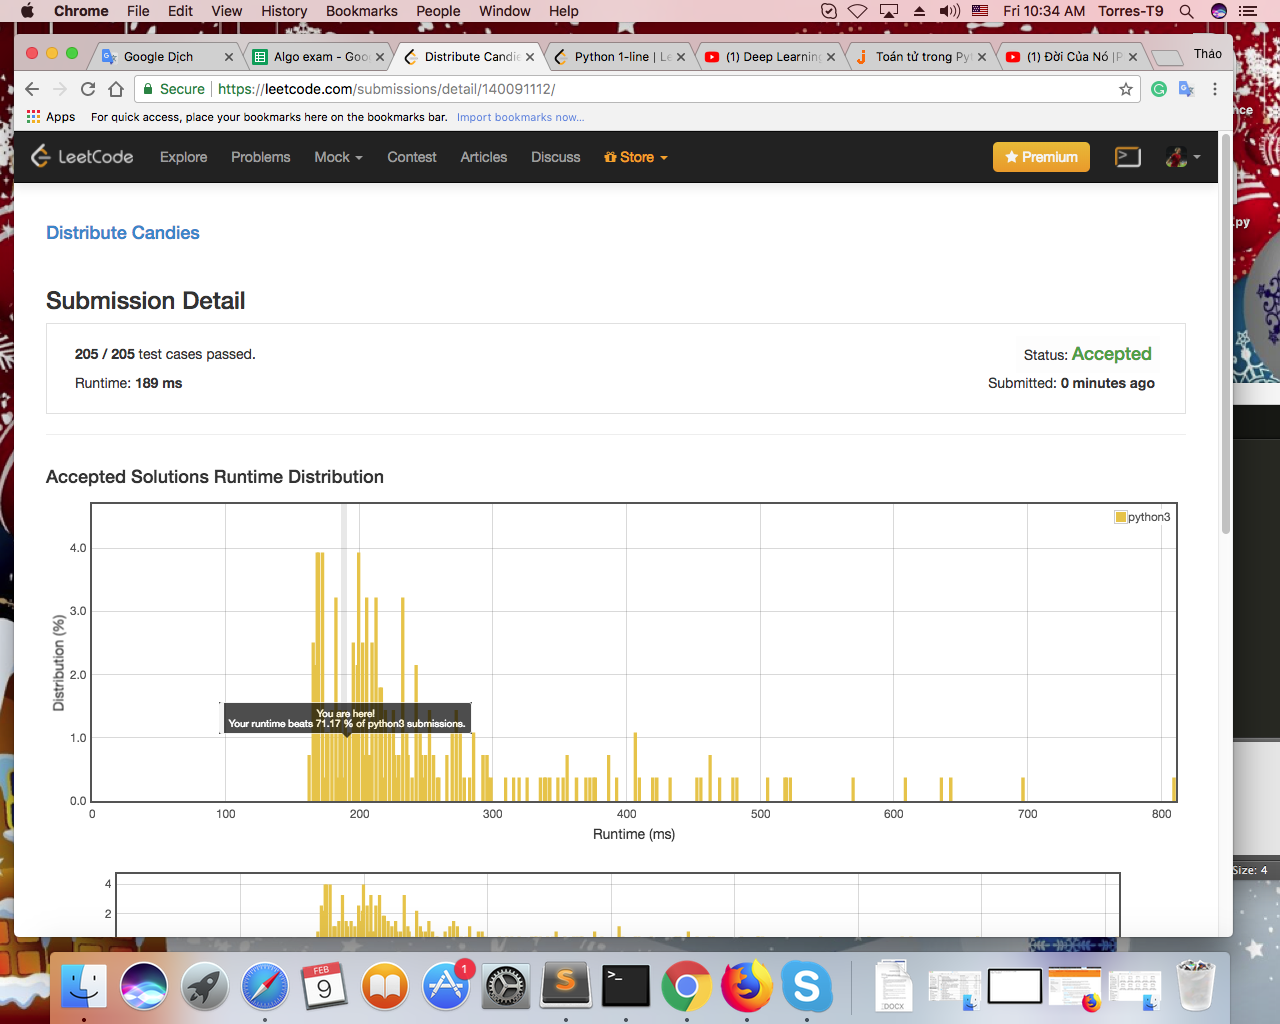 Chrome File Edit View History Bookmarks People Window Help Fri 10:34 AM Torres-T9
Google Dịch Algo exam - Goo Distribute Candie Python 1-line | Le (1) Deep Learning Toán tử trong Pyt (1) Đời Của Nó |P Thảo
Secure https://leetcode.com/submissions/detail/140091112/
Apps For quick access, place your bookmarks here on the bookmarks bar. Import bookmarks now...
LeetCode Explore Problems Mock Contest Articles Discuss Store Premium
Distribute Candies
Submission Detail
205 / 205 test cases passed. Status: Accepted
Runtime: 189 ms Submitted: 0 minutes ago
Accepted Solutions Runtime Distribution
python3
4.0
3.0
2.0
1.0
0.0
Distribution (%)
You are here!
Your runtime beats 71.17 % of python3 submissions.
0 100 200 300 400 500 600 700 800
Runtime (ms)
4
2
Size: 4
FEB
9
1
DOCX